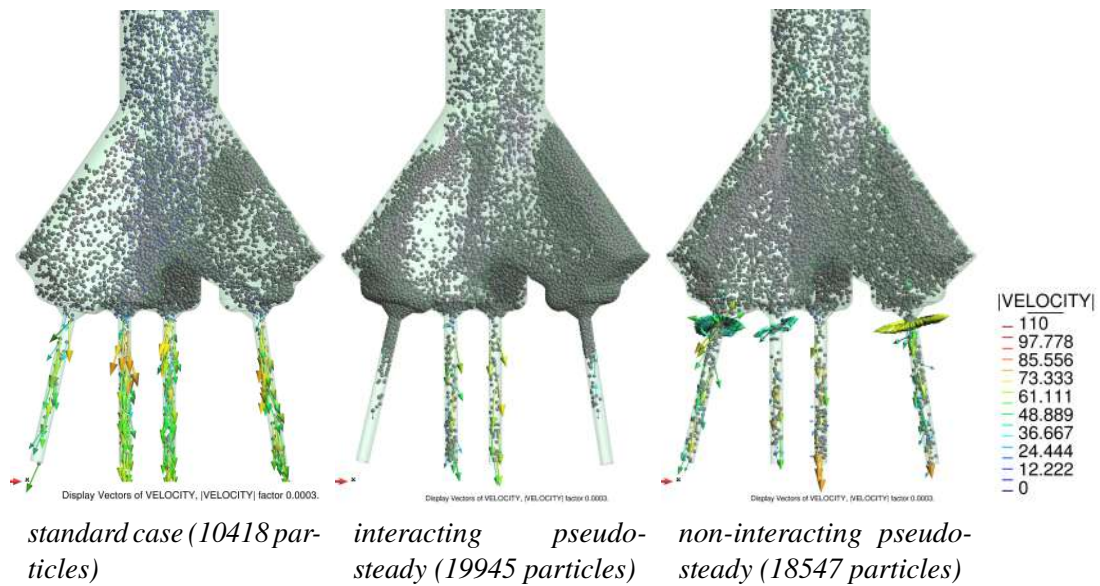 |VELOCITY|
110
97.778
85.556
73.333
61.111
48.889
36.667
24.444
12.222
0
Display Vectors of VELOCITY, |VELOCITY| factor 0.0003.
Display Vectors of VELOCITY, |VELOCITY| factor 0.0003.
Display Vectors of VELOCITY, |VELOCITY| factor 0.0003.
standard case (10418 par-
ticles)
interacting pseudo-
steady (19945 particles)
non-interacting pseudo-
steady (18547 particles)